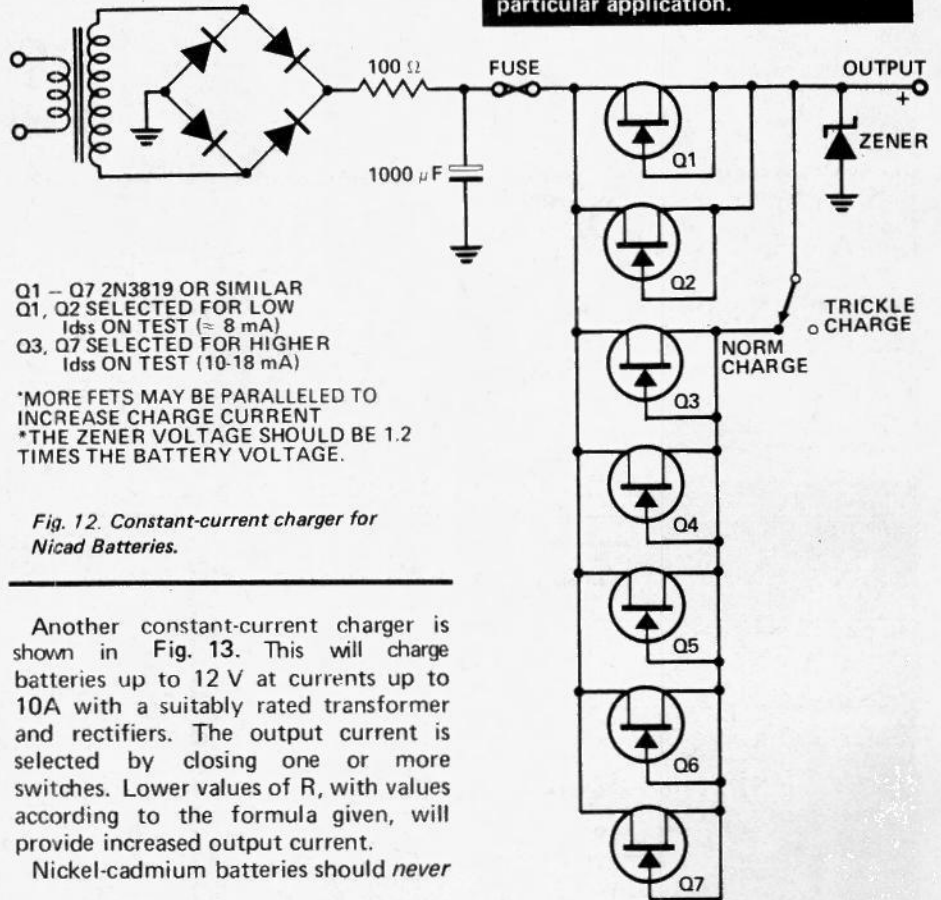 particular application.
100 Ω
FUSE
OUTPUT
+
Q1
ZENER
1000 μF
Q2
Q1 – Q7 2N3819 OR SIMILAR
Q1, Q2 SELECTED FOR LOW
Idss ON TEST (≈ 8 mA)
Q3, Q7 SELECTED FOR HIGHER
Idss ON TEST (10-18 mA)
*MORE FETS MAY BE PARALLELED TO
INCREASE CHARGE CURRENT
*THE ZENER VOLTAGE SHOULD BE 1.2
TIMES THE BATTERY VOLTAGE.
TRICKLE
CHARGE
NORM
CHARGE
Q3
Q4
Q5
Q6
Q7
Fig. 12. Constant-current charger for
Nicad Batteries.
Another constant-current charger is
shown in Fig. 13. This will charge
batteries up to 12 V at currents up to
10A with a suitably rated transformer
and rectifiers. The output current is
selected by closing one or more
switches. Lower values of R, with values
according to the formula given, will
provide increased output current.
Nickel-cadmium batteries should never